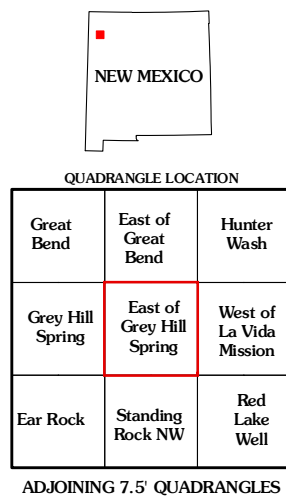 NEW MEXICO
QUADRANGLE LOCATION
Great
Bend
East of
Great
Bend
Hunter
Wash
Grey Hill
Spring
East of
Grey Hill
Spring
West of
La Vida
Mission
Ear Rock
Standing
Rock NW
Red
Lake
Well
ADJOINING 7.5' QUADRANGLES